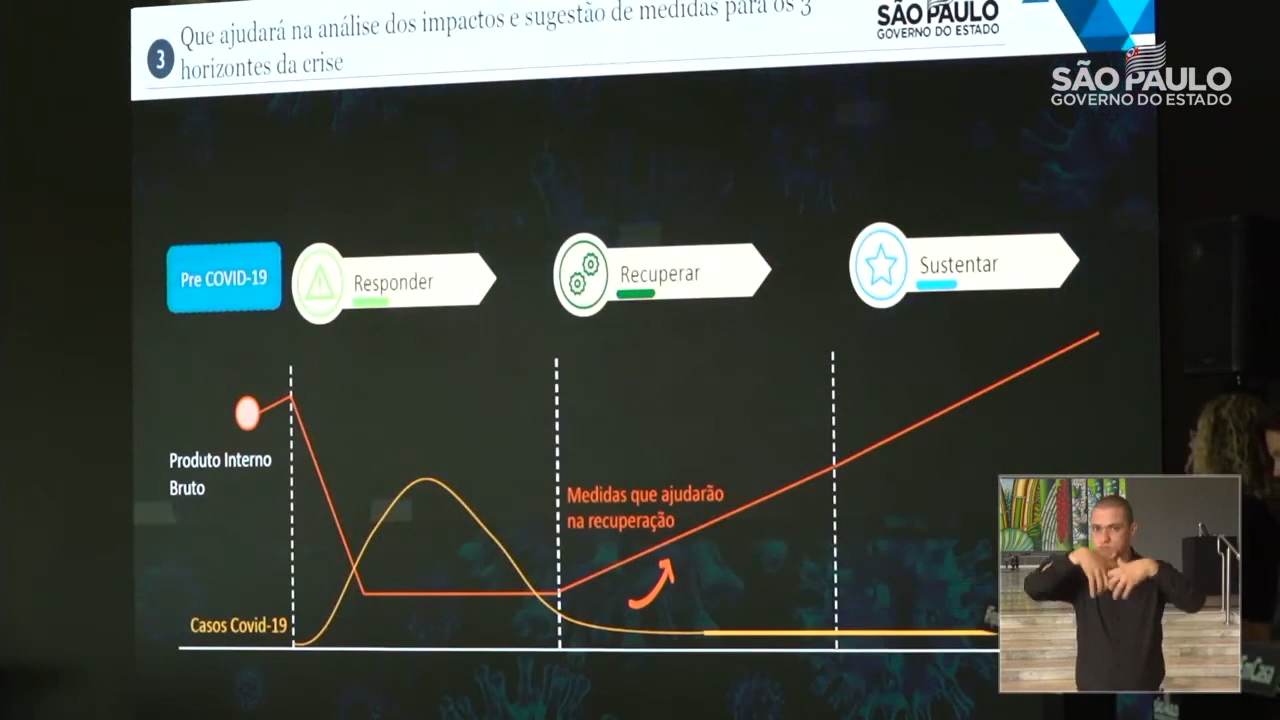 Que ajudará na análise dos impactos e sugestão de medidas para os 3
3
horizontes da crise
SÃO PAULO
GOVERNO DO ESTADO
SÃO PAULO
GOVERNO DO ESTADO
Pre COVID-19
Responder
Recuperar
Sustentar
Produto Interno
Bruto
Medidas que ajudarão
na recuperação
Casos Covid-19